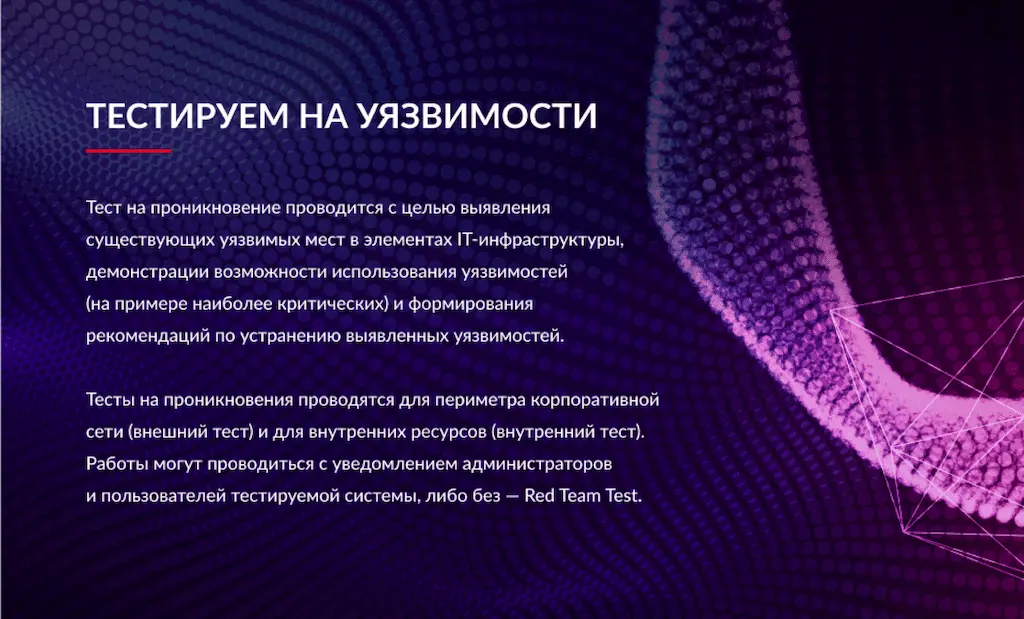 ТЕСТИРУЕМ НА УЯЗВИМОСТИ
Тест на проникновение проводится с целью выявления
существующих уязвимых мест в элементах IT-инфраструктуры,
демонстрации возможности использования уязвимостей
(на примере наиболее критических) и формирования
рекомендаций по устранению выявленных уязвимостей.
Тесты на проникновения проводятся для периметра корпоративной
сети (внешний тест) и для внутренних ресурсов (внутренний тест).
Работы могут проводиться с уведомлением администраторов
и пользователей тестируемой системы, либо без — Red Team Test.